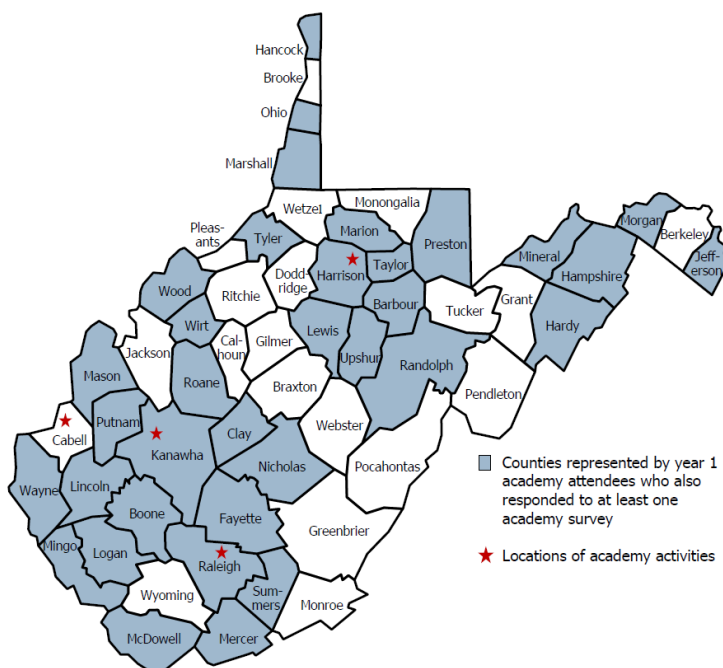 Hancock
Brooke
Ohio
Marshall
Wetzel
Monongalia
Pleas-
ants
Tyler
Marion
Preston
Morgan
Berkeley
Jeff-
erson
Mineral
Hampshire
Wood
Ritchie
Dodd-
ridge
Harrison
Taylor
Barbour
Tucker
Grant
Hardy
Wirt
Jackson
Cal-
houn
Gilmer
Lewis
Upshur
Randolph
Mason
Roane
Braxton
Pendleton
Putnam
Cabell
Kanawha
Clay
Webster
Pocahontas
Nicholas
Wayne
Lincoln
Boone
Fayette
Greenbrier
Mingo
Logan
Raleigh
Wyoming
Sum-
mers
Monroe
McDowell
Mercer
Counties represented by year 1
academy attendees who also
responded to at least one
academy survey
Locations of academy activities